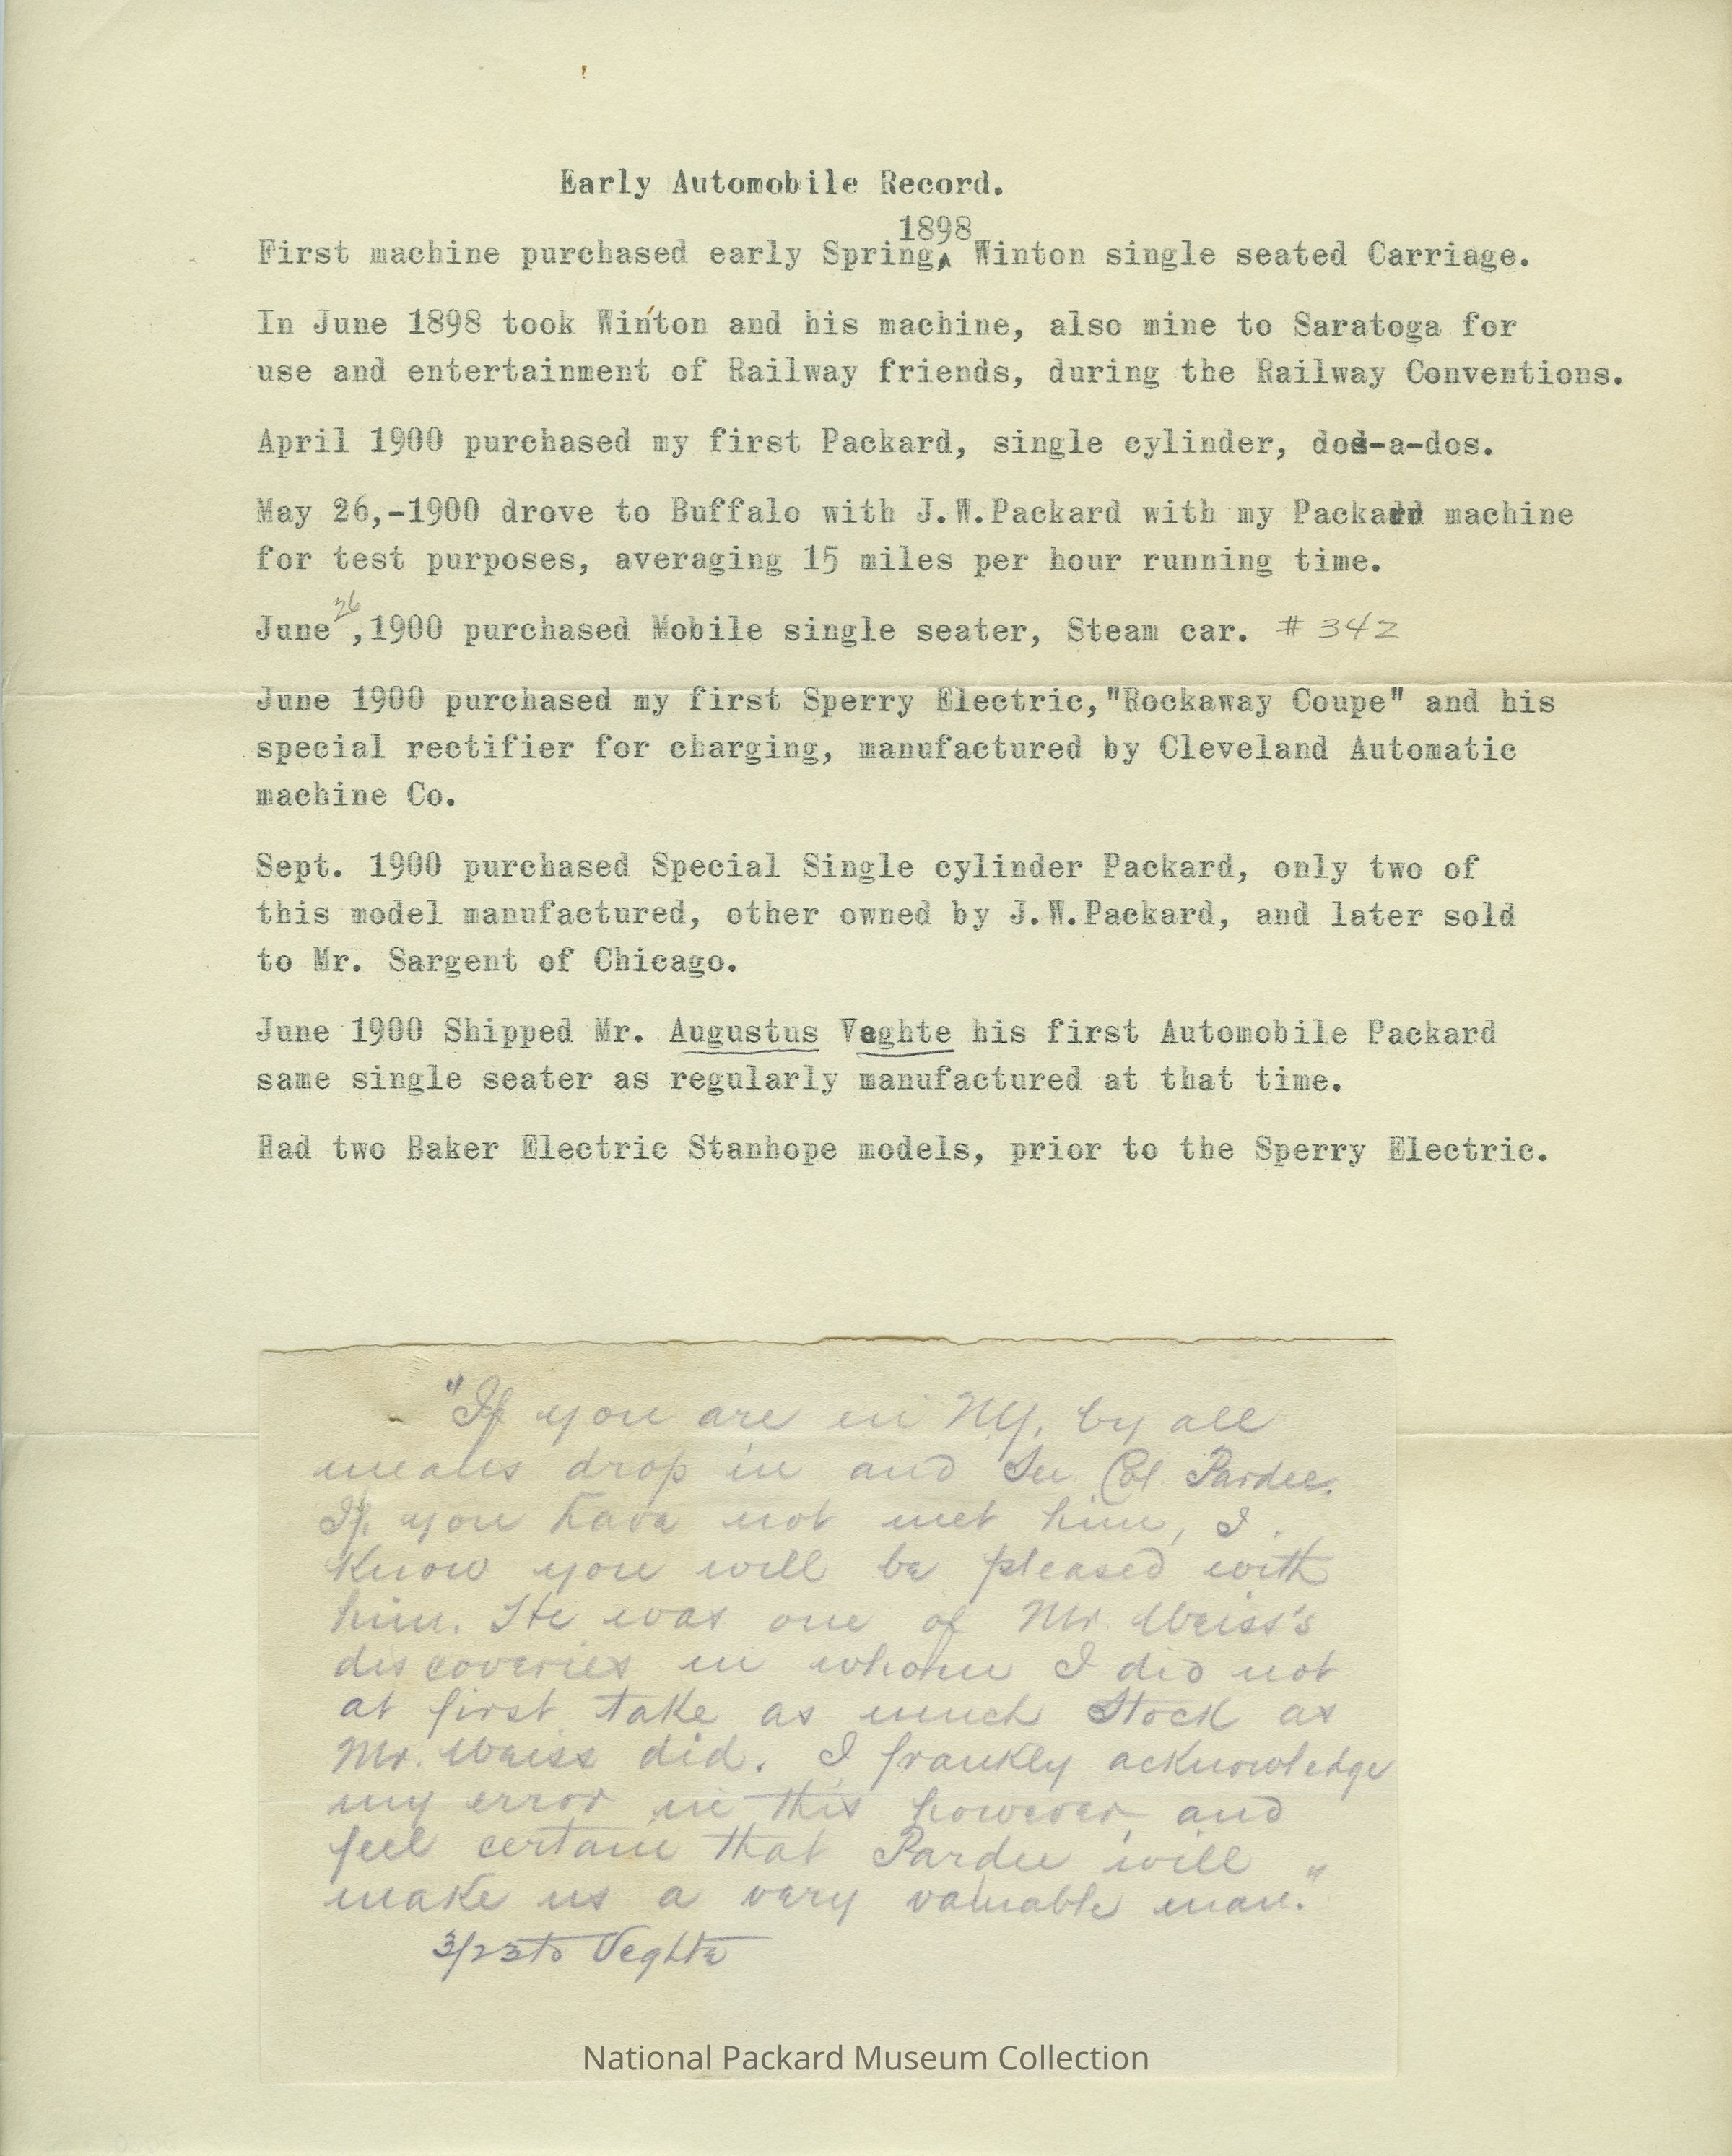 Early Automobile Record.
1898
First machine purchased early Spring,^ Winton single seated Carriage.
In June 1898 took Winton and his machine, also mine to Saratoga for
use and entertainment of Railway friends, during the Railway Conventions.
April 1900 purchased my first Packard, single cylinder, dos-a-dos.
May 26,-1900 drove to Buffalo with J.W.Packard with my Packard machine
for test purposes, averaging 15 miles per hour running time.
June 26,1900 purchased Mobile single seater, Steam car. # 342
June 1900 purchased my first Sperry Electric,"Rockaway Coupe" and his
special rectifier for charging, manufactured by Cleveland Automatic
machine Co.
Sept. 1900 purchased Special Single cylinder Packard, only two of
this model manufactured, other owned by J.W.Packard, and later sold
to Mr. Sargent of Chicago.
June 1900 Shipped Mr. Augustus Veghte his first Automobile Packard
same single seater as regularly manufactured at that time.
Had two Baker Electric Stanhope models, prior to the Sperry Electric.
"If you are in NY, by all
means drop in and See Col. Pardee.
If you have not met him, I
know you will be pleased with
him. He was one of Mr. Weiss's
discoveries in whom I did not
at first take as much Stock as
Mr. Weiss did. I frankly acknowledge
my error in this however, and
feel certain that Pardee will
make us a very valuable man."
3/23 to Veghte
National Packard Museum Collection